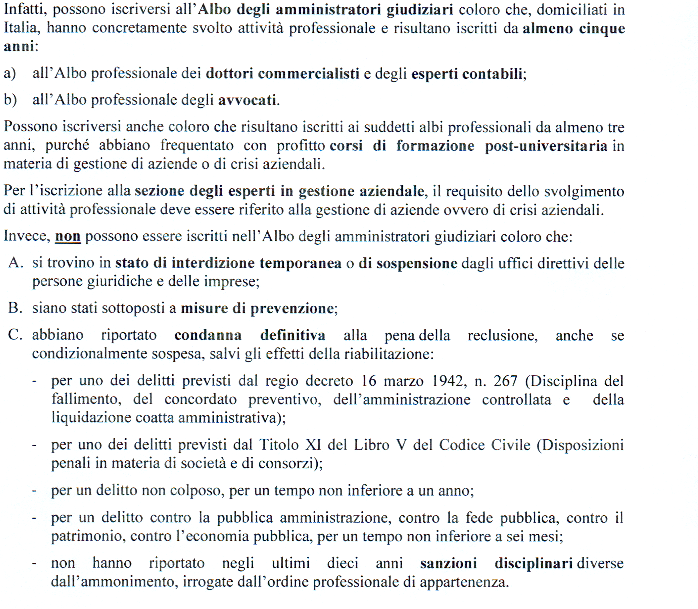 Infatti, possono iscriversi all'Albo degli amministratori giudiziari coloro che, domiciliati in
Italia, hanno concretamente svolto attività professionale e risultano iscritti da almeno cinque
anni:
a) all'Albo professionale dei dottori commercialisti e degli esperti contabili;
b) all'Albo professionale degli avvocati.
Possono iscriversi anche coloro che risultano iscritti ai suddetti albi professionali da almeno tre
anni, purché abbiano frequentato con profitto corsi di formazione post-universitaria in
materia di gestione di aziende o di crisi aziendali.
Per l'iscrizione alla sezione degli esperti in gestione aziendale, il requisito dello svolgimento
di attività professionale deve essere riferito alla gestione di aziende ovvero di crisi aziendali.
Invece, non possono essere iscritti nell'Albo degli amministratori giudiziari coloro che:
A. si trovino in stato di interdizione temporanea o di sospensione dagli uffici direttivi delle
persone giuridiche e delle imprese;
B. siano stati sottoposti a misure di prevenzione;
C. abbiano riportato condanna definitiva alla pena della reclusione, anche se
condizionalmente sospesa, salvi gli effetti della riabilitazione:
- per uno dei delitti previsti dal regio decreto 16 marzo 1942, n. 267 (Disciplina del
fallimento, del concordato preventivo, dell'amministrazione controllata e della
liquidazione coatta amministrativa);
- per uno dei delitti previsti dal Titolo XI del Libro V del Codice Civile (Disposizioni
penali in materia di società e di consorzi);
- per un delitto non colposo, per un tempo non inferiore a un anno;
- per un delitto contro la pubblica amministrazione, contro la fede pubblica, contro il
patrimonio, contro l'economia pubblica, per un tempo non inferiore a sei mesi;
- non hanno riportato negli ultimi dieci anni sanzioni disciplinari diverse
dall'ammonimento, irrogate dall'ordine professionale di appartenenza.